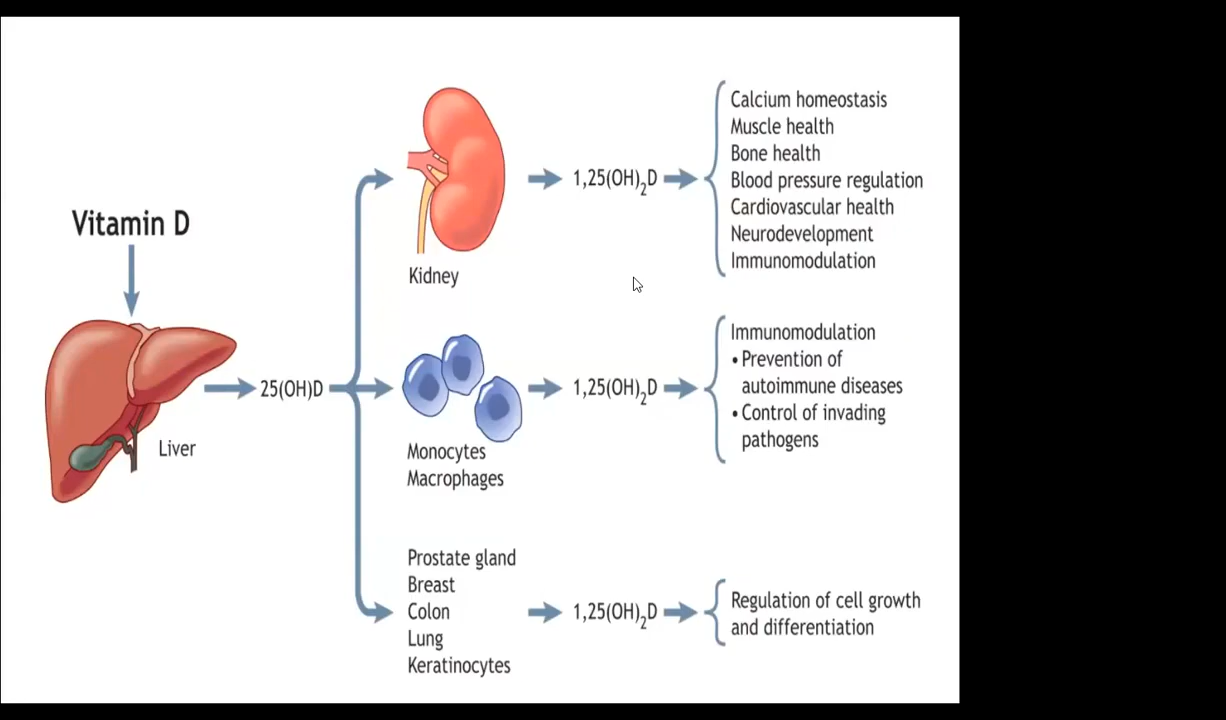 Vitamin D
Liver
25(OH)D
Kidney
1,25(OH)₂D
Calcium homeostasis
Muscle health
Bone health
Blood pressure regulation
Cardiovascular health
Neurodevelopment
Immunomodulation
Monocytes
Macrophages
1,25(OH)₂D
Immunomodulation
• Prevention of
autoimmune diseases
• Control of invading
pathogens
Prostate gland
Breast
Colon
Lung
Keratinocytes
1,25(OH)₂D
Regulation of cell growth
and differentiation